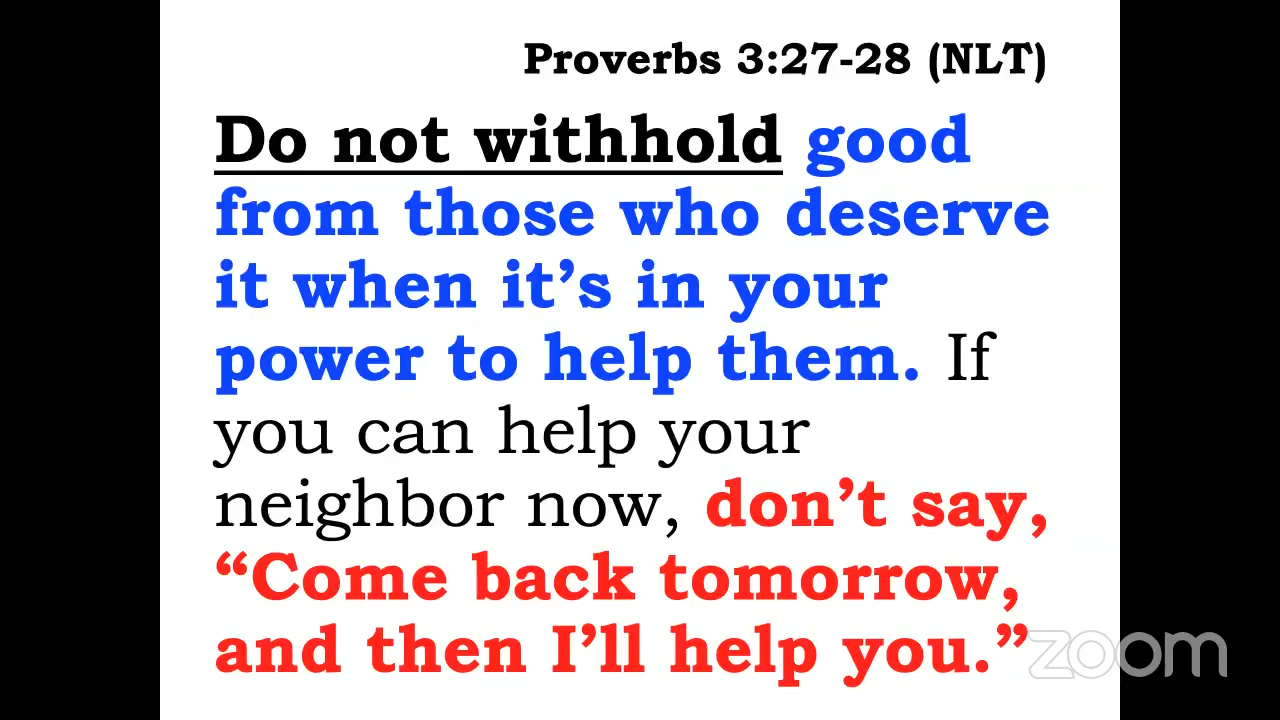 Proverbs 3:27-28 (NLT)
Do not withhold good
from those who deserve
it when it’s in your
power to help them. If
you can help your
neighbor now, don’t say,
“Come back tomorrow,
and then I’ll help you.”
zoom